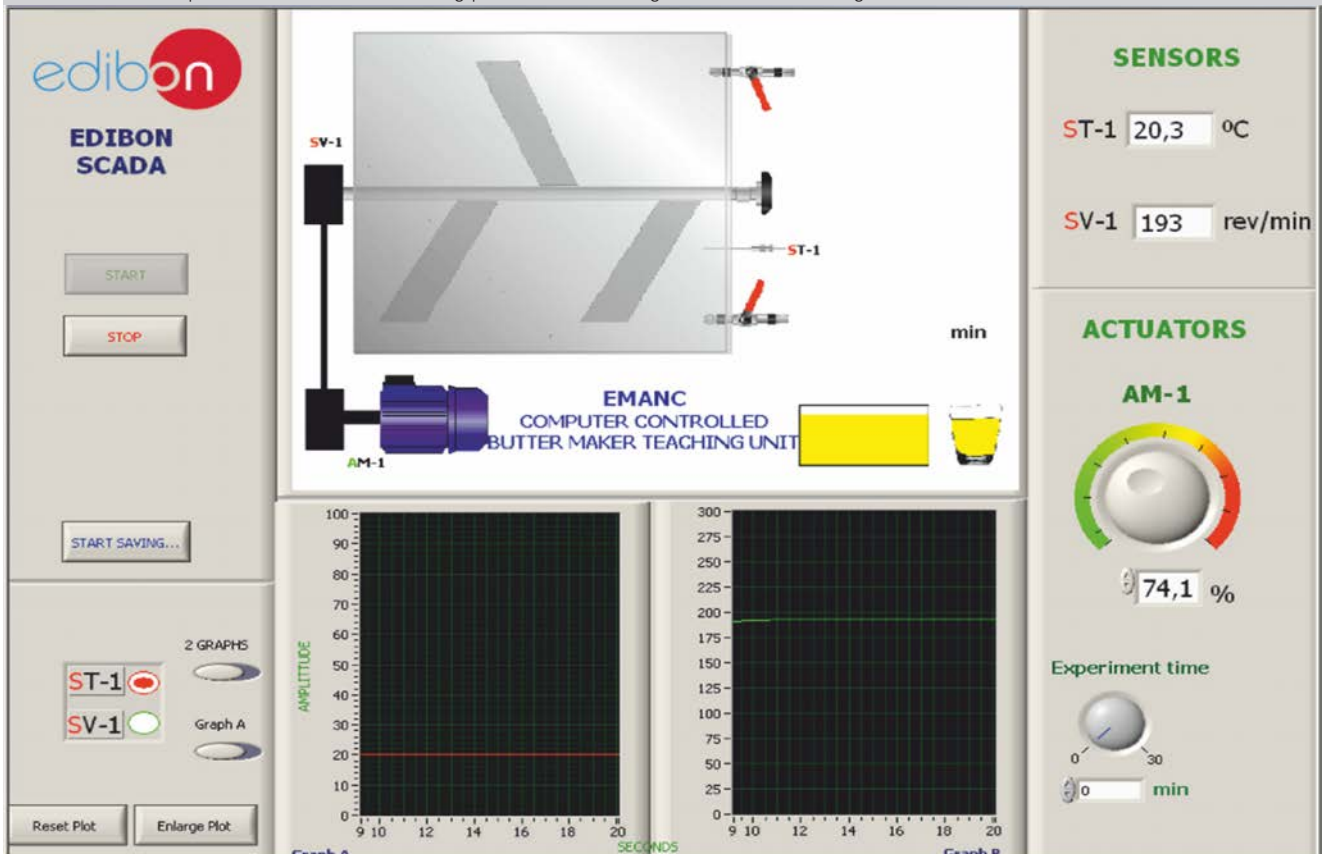 edibon
EDIBON
SCADA
START
STOP
START SAVING...
ST-1
SV-1
2 GRAPHS
Graph A
Reset Plot
Enlarge Plot
SV-1
ST-1
AM-1
min
EMANC
COMPUTER CONTROLLED
BUTTER MAKER TEACHING UNIT
AMPLITTUDE
100
90
80
70
60
50
40
30
20
10
0
9 10 12 14 16 18 20
Graph A
SECONDS
300
275
250
225
200
175
150
125
100
75
50
25
0
9 10 12 14 16 18 20
Graph B
SENSORS
ST-1 20,3 ºC
SV-1 193 rev/min
ACTUATORS
AM-1
74,1 %
Experiment time
0 30
0 min